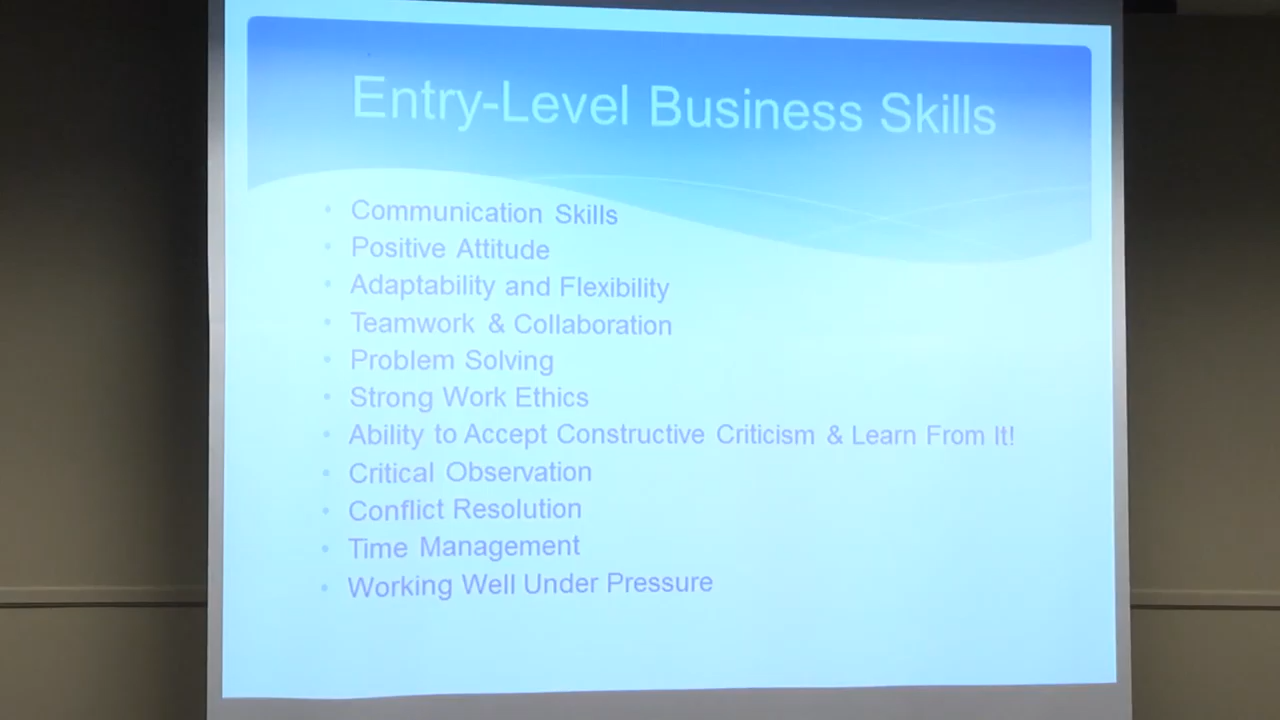 Entry-Level Business Skills
• Communication Skills
• Positive Attitude
• Adaptability and Flexibility
• Teamwork & Collaboration
• Problem Solving
• Strong Work Ethics
• Ability to Accept Constructive Criticism & Learn From It!
• Critical Observation
• Conflict Resolution
• Time Management
• Working Well Under Pressure